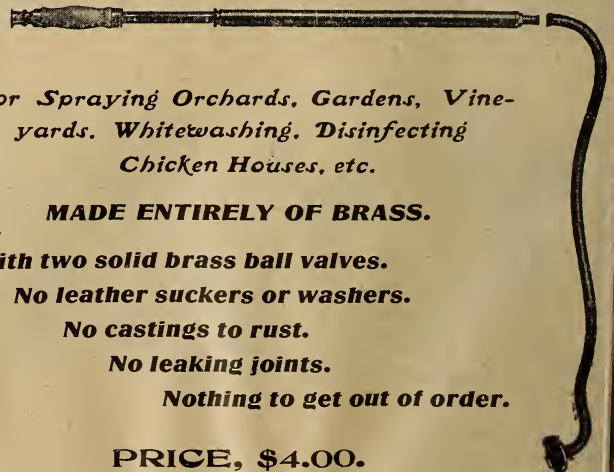 or Spraying Orchards, Gardens, Vine-
yards. Whitewashing. Disinfecting
Chicken Houses, etc.
MADE ENTIRELY OF BRASS.
ith two solid brass ball valves.
No leather suckers or washers.
No castings to rust.
No leaking joints.
Nothing to get out of order.
PRICE, $4.00.